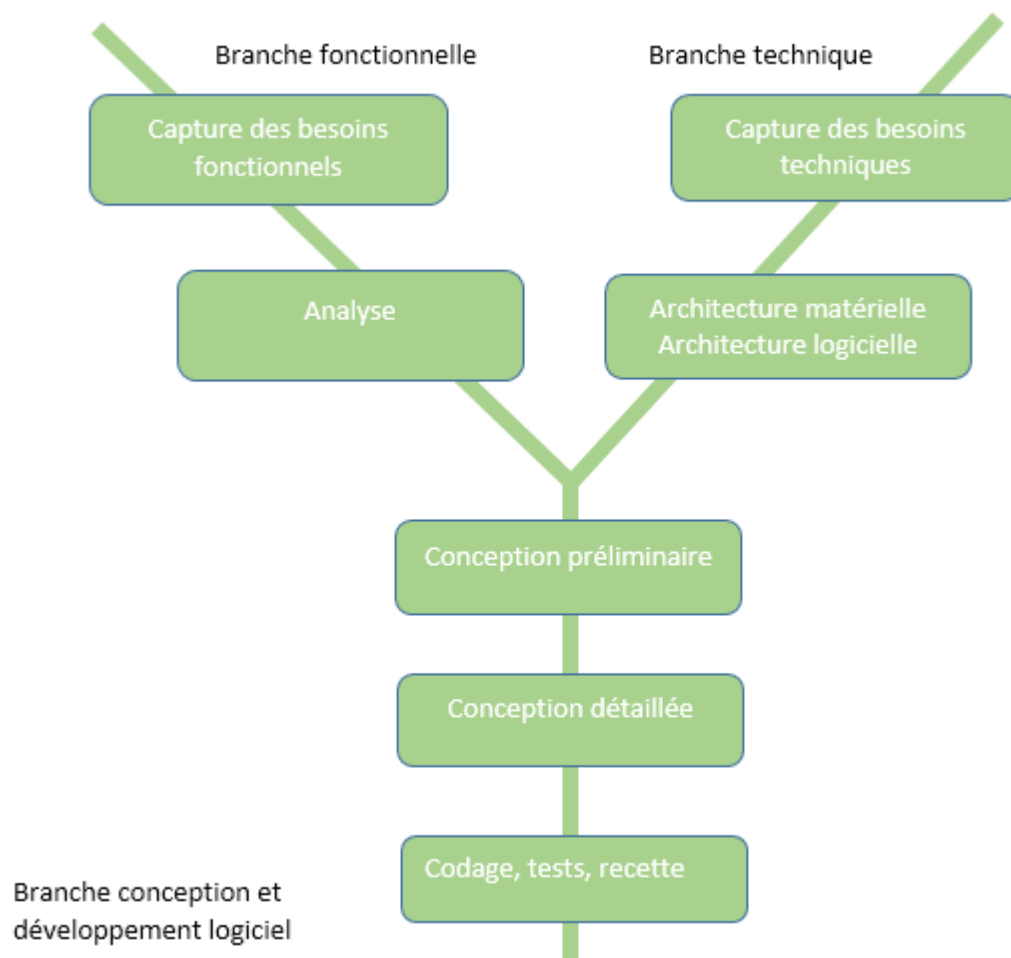 Branche fonctionnelle
Branche technique
Capture des besoins
fonctionnels
Capture des besoins
techniques
Analyse
Architecture matérielle
Architecture logicielle
Conception préliminaire
Conception détaillée
Codage, tests, recette
Branche conception et
développement logiciel